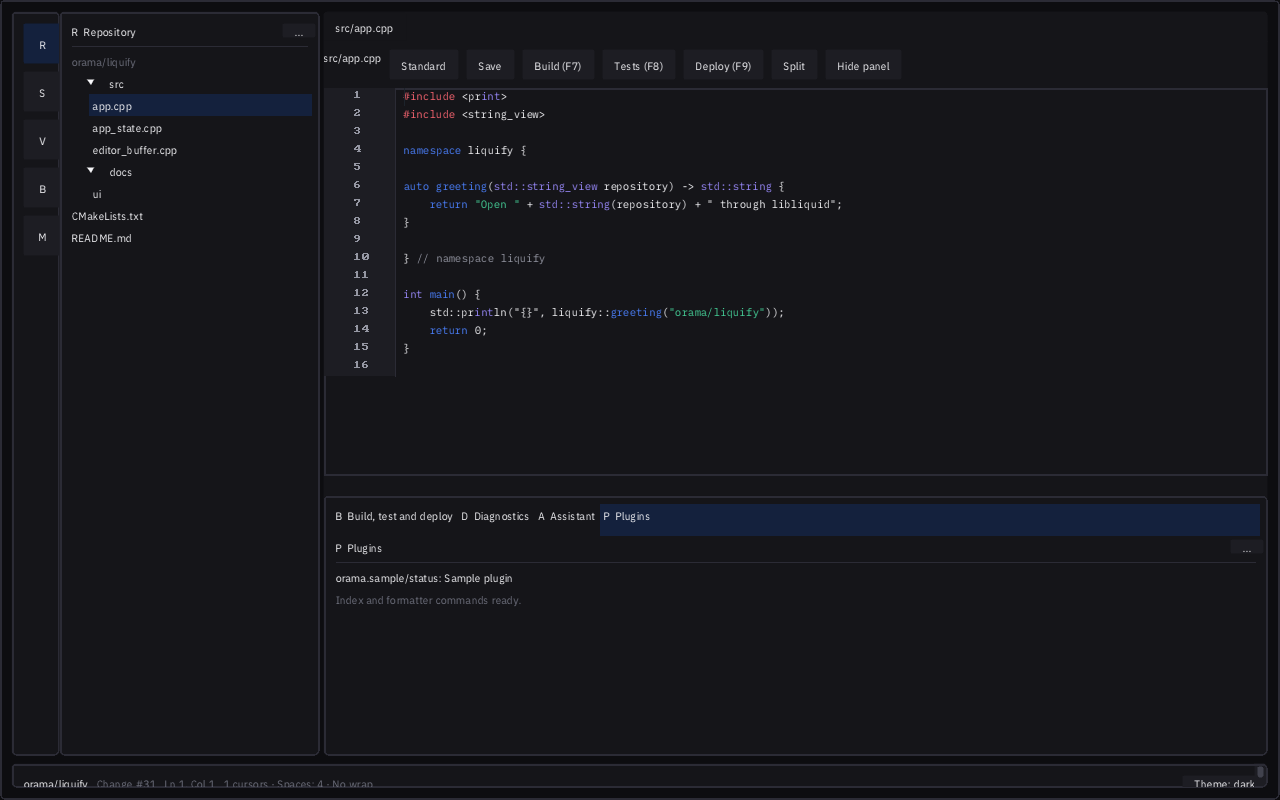 R
S
V
B
M
R Repository
...
orama/liquify
▼ src
app.cpp
app_state.cpp
editor_buffer.cpp
▼ docs
ui
CMakeLists.txt
README.md
src/app.cpp
src/app.cpp Standard Save Build (F7) Tests (F8) Deploy (F9) Split Hide panel
1 #include <print>
2 #include <string_view>
3
4 namespace liquify {
5
6 auto greeting(std::string_view repository) -> std::string {
7     return "Open " + std::string(repository) + " through libliquid";
8 }
9
10 } // namespace liquify
11
12 int main() {
13     std::println("{}", liquify::greeting("orama/liquify"));
14     return 0;
15 }
16
B Build, test and deploy D Diagnostics A Assistant P Plugins
P Plugins ...
orama.sample/status: Sample plugin
Index and formatter commands ready.
orama/liquify Change #31 Ln 1, Col 1 1 cursors · Spaces: 4 · No wrap Theme: dark